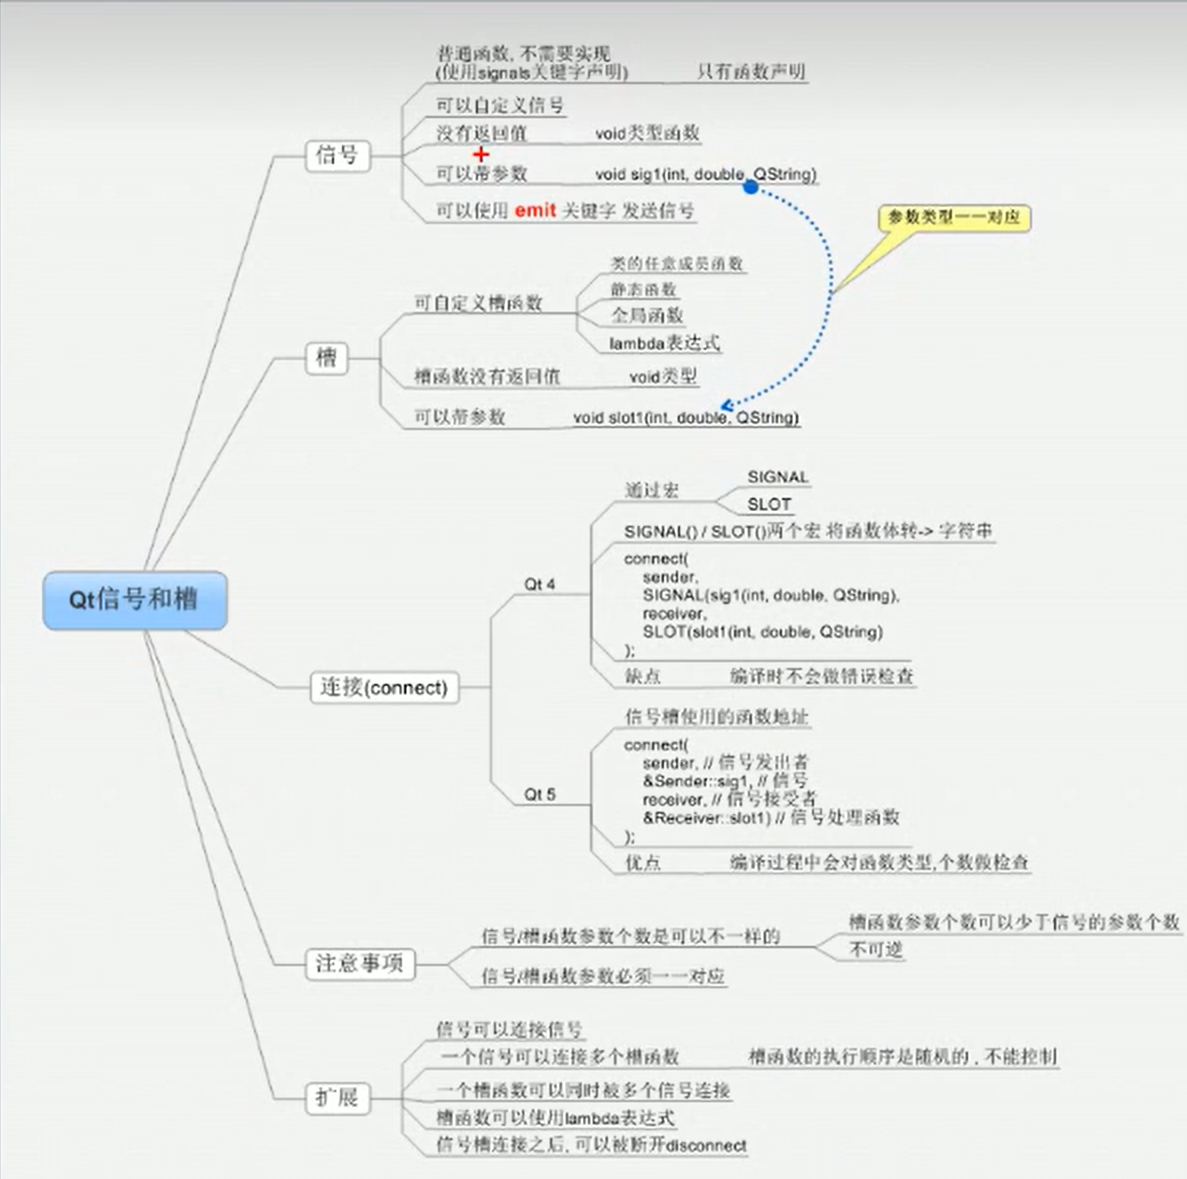 普通函数, 不需要实现
(使用signals关键字声明) 只有函数声明
可以自定义信号
没有返回值 void类型函数
信号
可以带参数 void sig1(int, double, QString)
可以使用 emit 关键字 发送信号
参数类型一一对应
类的任意成员函数
静态函数
可自定义槽函数
全局函数
lambda表达式
槽
槽函数没有返回值 void类型
可以带参数 void slot1(int, double, QString)
Qt信号和槽
通过宏
SIGNAL
SLOT
SIGNAL() / SLOT()两个宏 将函数体转-> 字符串
Qt 4
connect(
sender,
SIGNAL(sig1(int, double, QString),
receiver,
SLOT(slot1(int, double, QString)
);
缺点 编译时不会做错误检查
连接(connect)
信号槽使用的函数地址
Qt 5
connect(
sender, // 信号发出者
&Sender::sig1, // 信号
receiver, // 信号接受者
&Receiver::slot1) // 信号处理函数
);
优点 编译过程中会对函数类型,个数做检查
注意事项
信号/槽函数参数个数是可以不一样的
槽函数参数个数可以少于信号的参数个数
不可逆
信号/槽函数参数必须一一对应
扩展
信号可以连接信号
一个信号可以连接多个槽函数 槽函数的执行顺序是随机的 , 不能控制
一个槽函数可以同时被多个信号连接
槽函数可以使用lambda表达式
信号槽连接之后, 可以被断开disconnect